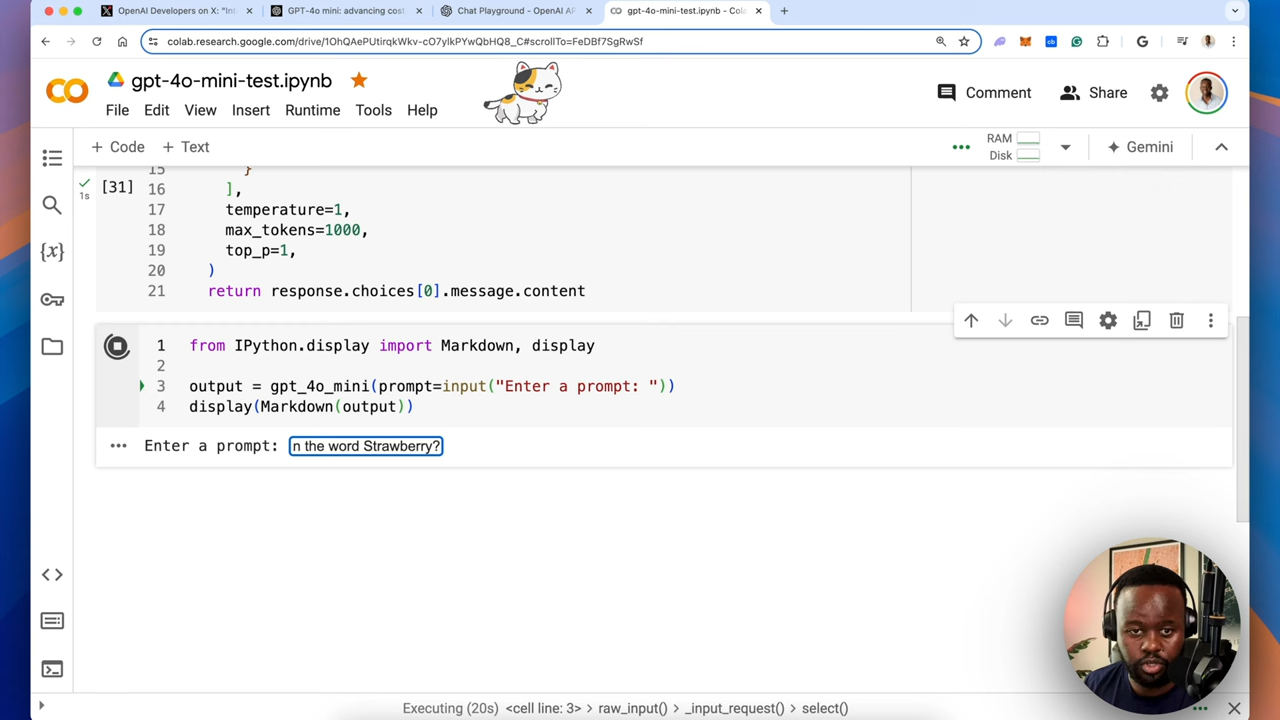 OpenAI Developers on X: "Int
GPT-4o mini: advancing cost
Chat Playground - OpenAI AP
gpt-4o-mini-test.ipynb - Cola
colab.research.google.com/drive/1OhQAePUtirqkWkv-cO7ylkPYwQbHQ8_C#scrollTo=FeDBf7SgRwSf
gpt-4o-mini-test.ipynb
Comment
Share
File Edit View Insert Runtime Tools Help
+ Code + Text
RAM
Disk
Gemini
15 }
[31] 16 ],
1s
17 temperature=1,
18 max_tokens=1000,
19 top_p=1,
20 )
21 return response.choices[0].message.content
1 from IPython.display import Markdown, display
2
3 output = gpt_4o_mini(prompt=input("Enter a prompt: "))
4 display(Markdown(output))
Enter a prompt: n the word Strawberry?
Executing (20s) <cell line: 3> > raw_input() > _input_request() > select()